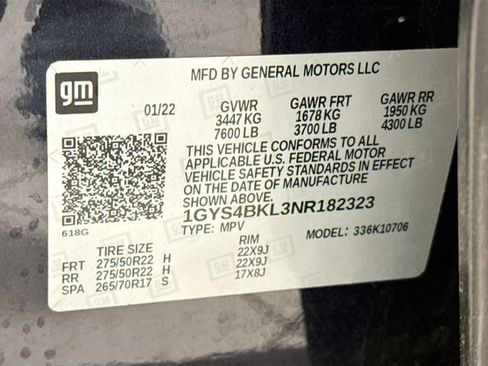 gm
MFD BY GENERAL MOTORS LLC
01/22 GVWR GAWR FRT GAWR RR
3447 KG 1678 KG 1950 KG
7600 LB 3700 LB 4300 LB
THIS VEHICLE CONFORMS TO ALL
APPLICABLE U.S. FEDERAL MOTOR
VEHICLE SAFETY STANDARDS IN EFFECT
ON THE DATE OF MANUFACTURE
SHOWN ABOVE.
1GYS4BKL3NR182323
618G TYPE: MPV MODEL: 336K10706
TIRE SIZE RIM
FRT 275/50R22 H 22X9J
RR 275/50R22 H 22X9J
SPA 265/70R17 S 17X8J